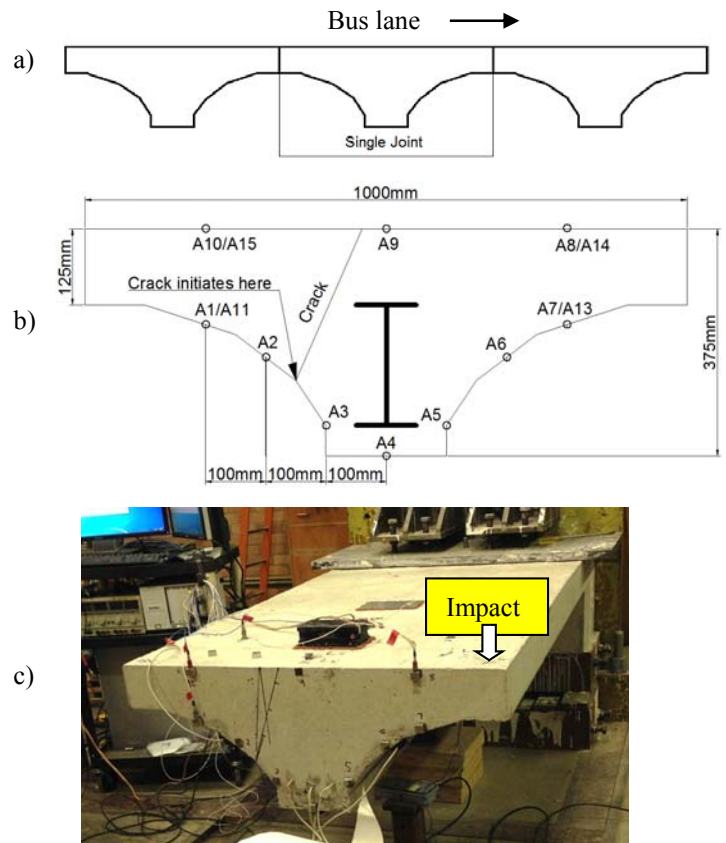 Bus lane
a)
Single Joint
1000mm
A10/A15
A9
A8/A14
125mm
Crack initiates here
Crack
b)
A1/A11
A7/A13
375mm
A2
A6
A3
A5
A4
100mm 100mm 100mm
Impact
c)